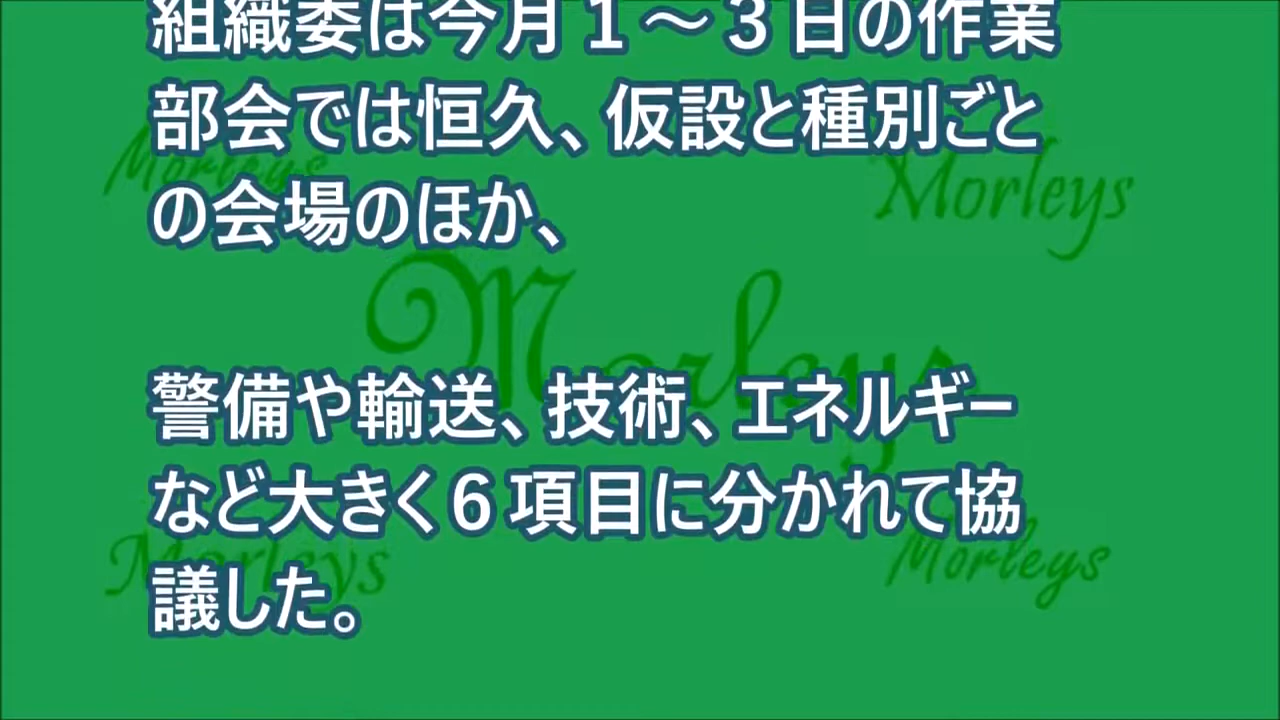 組織委は今月１～３日の作業
部会では恒久、仮設と種別ごと
の会場のほか、
Morleys
Morleys
Morleys
警備や輸送、技術、エネルギー
など大きく６項目に分かれて協
議した。
Morleys
Morleys